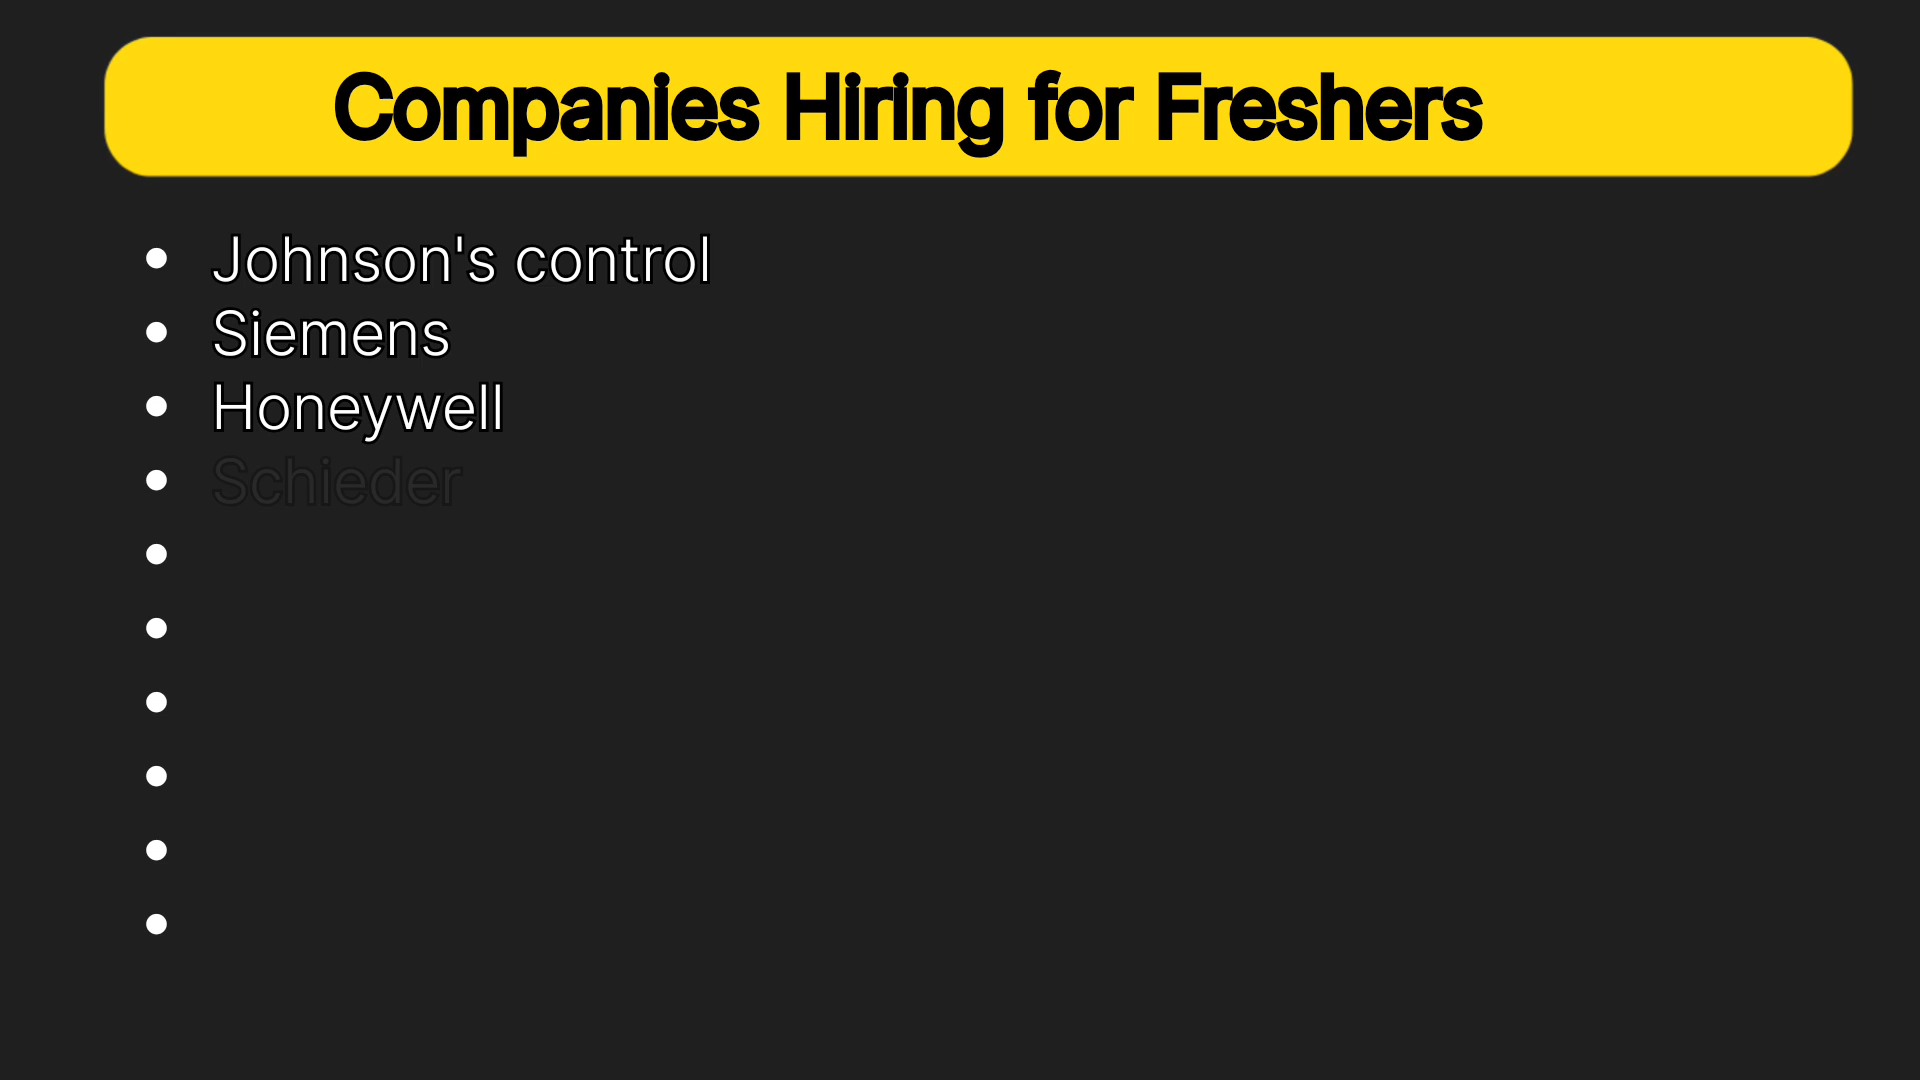 Companies Hiring for Freshers
• Johnson's control
• Siemens
• Honeywell
• Schieder
•
•
•
•
•
•